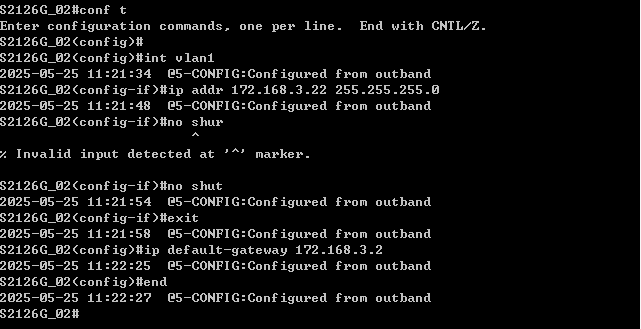 S2126G_02#conf t
Enter configuration commands, one per line.  End with CNTL/Z.
S2126G_02(config)#
S2126G_02(config)#int vlan1
2025-05-25 11:21:34  @5-CONFIG:Configured from outband
S2126G_02(config-if)#ip addr 172.168.3.22 255.255.255.0
2025-05-25 11:21:48  @5-CONFIG:Configured from outband
S2126G_02(config-if)#no shur
                       ^
% Invalid input detected at '^' marker.
S2126G_02(config-if)#no shut
2025-05-25 11:21:54  @5-CONFIG:Configured from outband
S2126G_02(config-if)#exit
2025-05-25 11:21:58  @5-CONFIG:Configured from outband
S2126G_02(config)#ip default-gateway 172.168.3.2
2025-05-25 11:22:25  @5-CONFIG:Configured from outband
S2126G_02(config)#end
2025-05-25 11:22:27  @5-CONFIG:Configured from outband
S2126G_02#